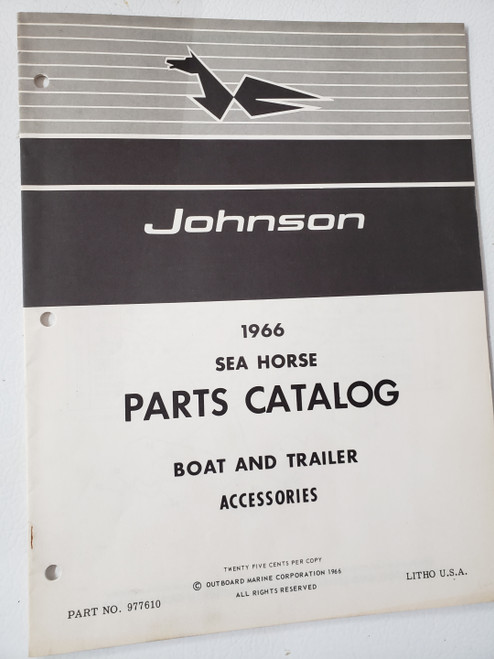 Johnson
1966
SEA HORSE
PARTS CATALOG
BOAT AND TRAILER
ACCESSORIES
TWENTY FIVE CENTS PER COPY
© OUTBOARD MARINE CORPORATION 1966
ALL RIGHTS RESERVED
PART NO. 977610
LITHO U.S.A.